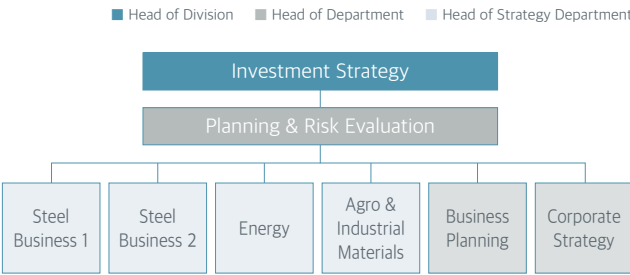 Head of Division Head of Department Head of Strategy Department
Investment Strategy
Planning & Risk Evaluation
Steel
Business 1
Steel
Business 2
Energy
Agro &
Industrial
Materials
Business
Planning
Corporate
Strategy